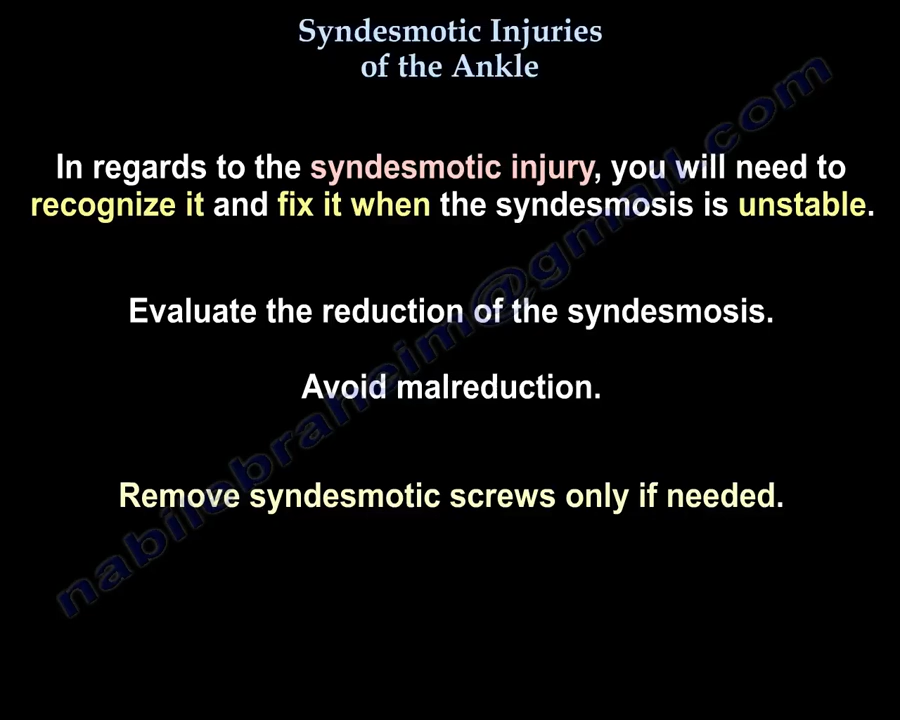 Syndesmotic Injuries
of the Ankle
In regards to the syndesmotic injury, you will need to
recognize it and fix it when the syndesmosis is unstable.
Evaluate the reduction of the syndesmosis.
Avoid malreduction.
Remove syndesmotic screws only if needed.
nabilebraheim@gmail.com